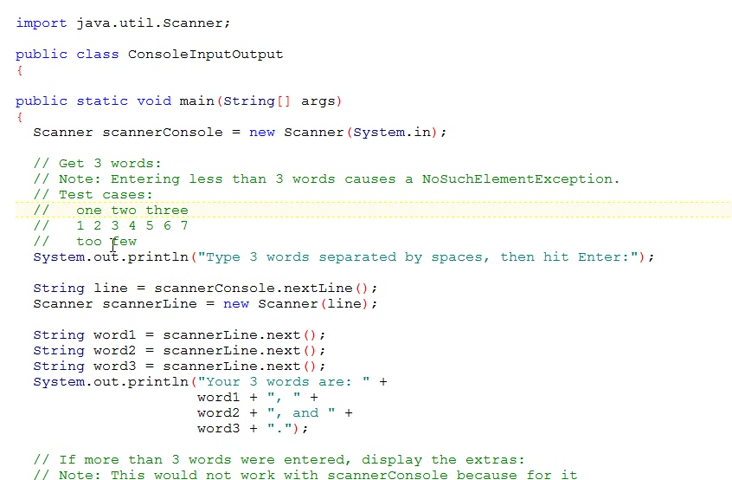 import java.util.Scanner;
public class ConsoleInputOutput
{
public static void main(String[] args)
{
Scanner scannerConsole = new Scanner(System.in);
// Get 3 words:
// Note: Entering less than 3 words causes a NoSuchElementException.
// Test cases:
//   one two three
//   1 2 3 4 5 6 7
//   too few
System.out.println("Type 3 words separated by spaces, then hit Enter:");
String line = scannerConsole.nextLine();
Scanner scannerLine = new Scanner(line);
String word1 = scannerLine.next();
String word2 = scannerLine.next();
String word3 = scannerLine.next();
System.out.println("Your 3 words are: " +
word1 + ", " +
word2 + ", and " +
word3 + ".");
// If more than 3 words were entered, display the extras:
// Note: This would not work with scannerConsole because for it